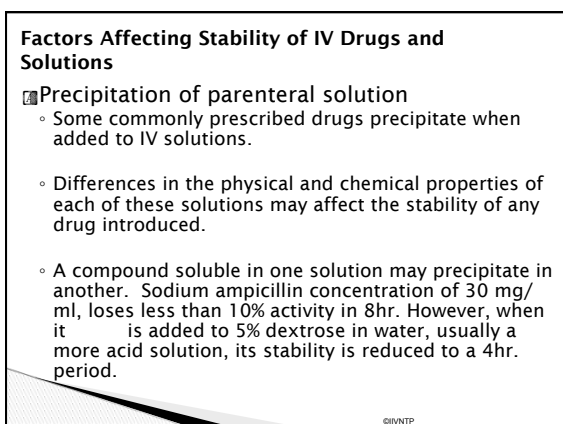 Factors Affecting Stability of IV Drugs and
Solutions
Precipitation of parenteral solution
◦ Some commonly prescribed drugs precipitate when
added to IV solutions.
◦ Differences in the physical and chemical properties of
each of these solutions may affect the stability of any
drug introduced.
◦ A compound soluble in one solution may precipitate in
another. Sodium ampicillin concentration of 30 mg/
ml, loses less than 10% activity in 8hr. However, when
it is added to 5% dextrose in water, usually a
more acid solution, its stability is reduced to a 4hr.
period.
©IIVNTP